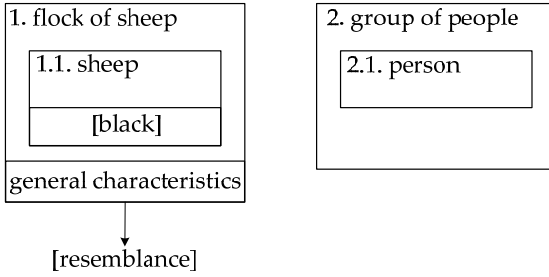 1. flock of sheep
1.1. sheep
[black]
general characteristics
[resemblance]
2. group of people
2.1. person